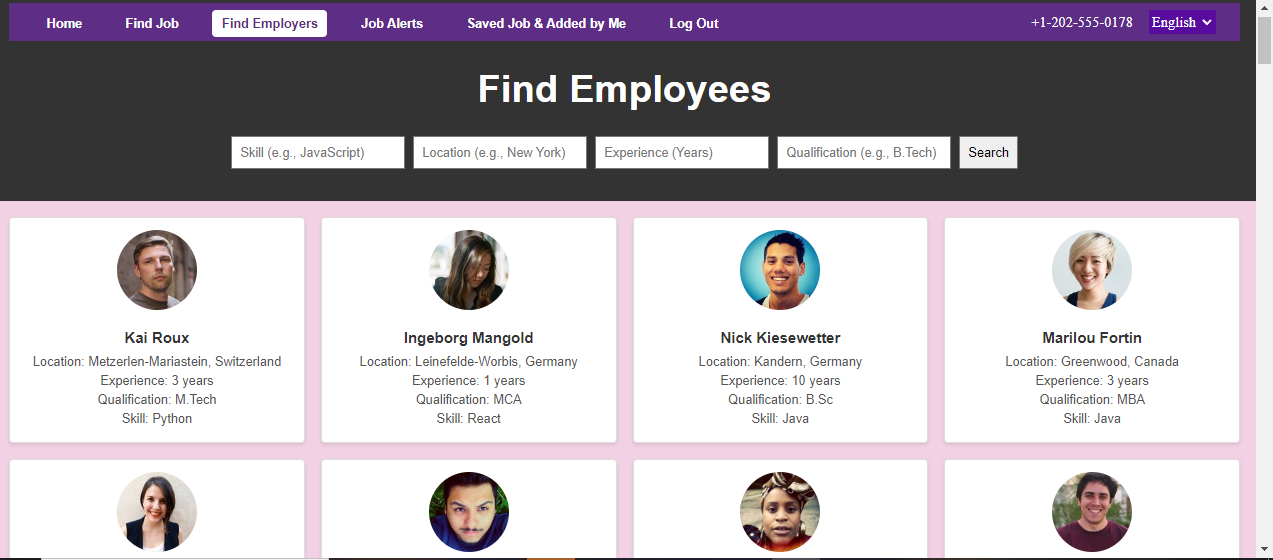 Home Find Job Find Employers Job Alerts Saved Job & Added by Me Log Out +1-202-555-0178 English
Find Employees
Skill (e.g., JavaScript) Location (e.g., New York) Experience (Years) Qualification (e.g., B.Tech) Search
Kai Roux
Location: Metzerlen-Mariastein, Switzerland
Experience: 3 years
Qualification: M.Tech
Skill: Python
Ingeborg Mangold
Location: Leinefelde-Worbis, Germany
Experience: 1 years
Qualification: MCA
Skill: React
Nick Kiesewetter
Location: Kandern, Germany
Experience: 10 years
Qualification: B.Sc
Skill: Java
Marilou Fortin
Location: Greenwood, Canada
Experience: 3 years
Qualification: MBA
Skill: Java